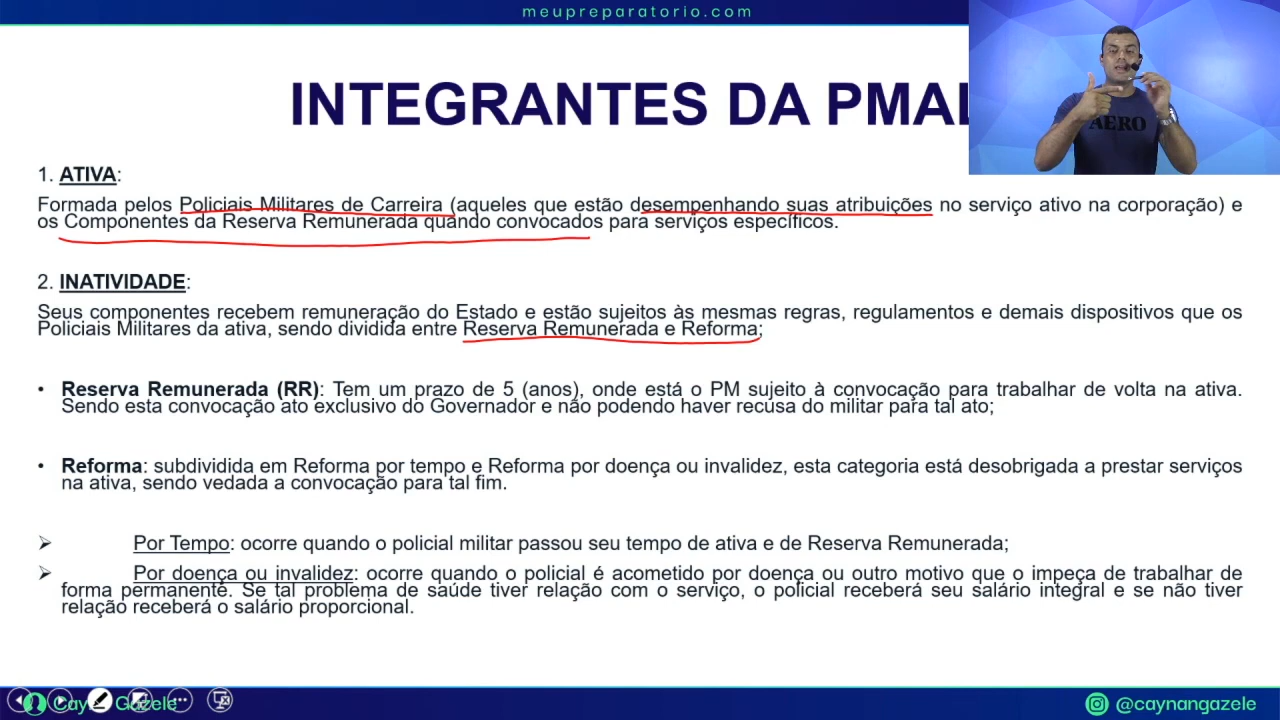 meupreparatorio.com
INTEGRANTES DA PMAL
AERO
1. ATIVA:
Formada pelos Policiais Militares de Carreira (aqueles que estão desempenhando suas atribuições no serviço ativo na corporação) e
os Componentes da Reserva Remunerada quando convocados para serviços específicos.
2. INATIVIDADE:
Seus componentes recebem remuneração do Estado e estão sujeitos às mesmas regras, regulamentos e demais dispositivos que os
Policiais Militares da ativa, sendo dividida entre Reserva Remunerada e Reforma;
• Reserva Remunerada (RR): Tem um prazo de 5 (anos), onde está o PM sujeito à convocação para trabalhar de volta na ativa.
Sendo esta convocação ato exclusivo do Governador e não podendo haver recusa do militar para tal ato;
• Reforma: subdividida em Reforma por tempo e Reforma por doença ou invalidez, esta categoria está desobrigada a prestar serviços
na ativa, sendo vedada a convocação para tal fim.
➢ Por Tempo: ocorre quando o policial militar passou seu tempo de ativa e de Reserva Remunerada;
➢ Por doença ou invalidez: ocorre quando o policial é acometido por doença ou outro motivo que o impeça de trabalhar de
forma permanente. Se tal problema de saúde tiver relação com o serviço, o policial receberá seu salário integral e se não tiver
relação receberá o salário proporcional.
Gazele
@caynangazele